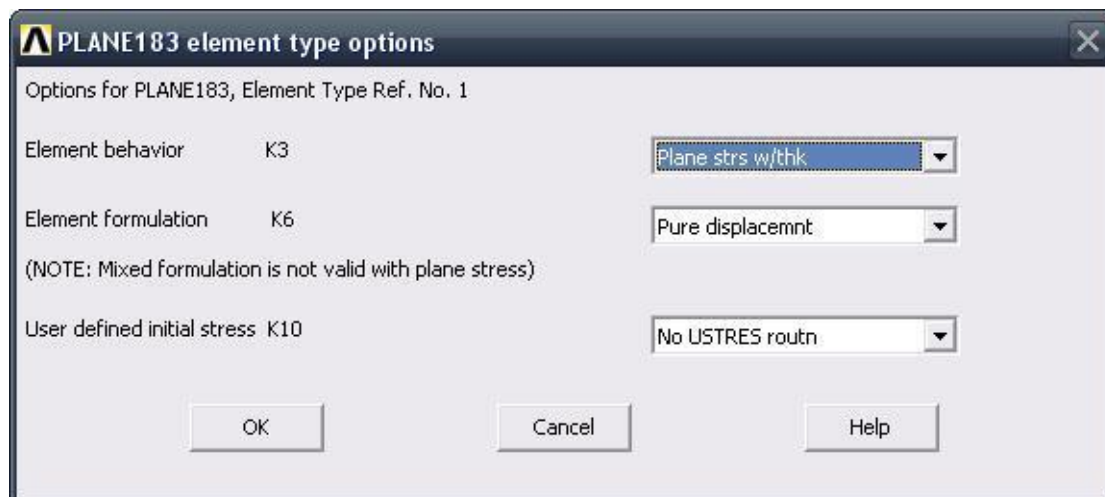 PLANE183 element type options
Options for PLANE183, Element Type Ref. No. 1
Element behavior K3 Plane strs w/thk
Element formulation K6 Pure displacemnt
(NOTE: Mixed formulation is not valid with plane stress)
User defined initial stress K10 No USTRES routn
OK Cancel Help